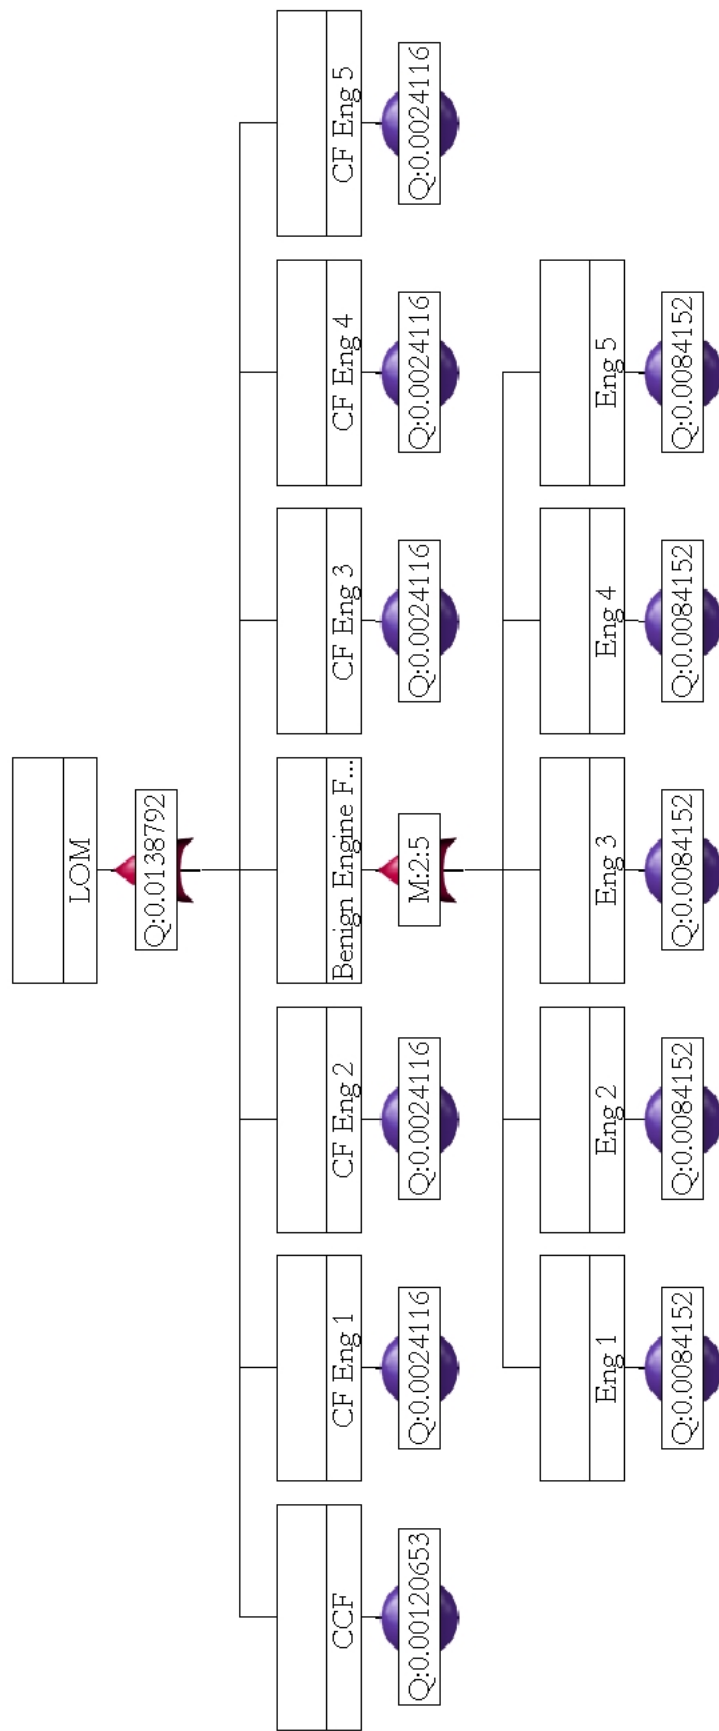 LOM
Q:0.0138792
CCF
Q:0.00120653
CF Eng 1
Q:0.0024116
CF Eng 2
Q:0.0024116
Benign Engine F...
M:2:5
CF Eng 3
Q:0.0024116
CF Eng 4
Q:0.0024116
CF Eng 5
Q:0.0024116
Eng 1
Q:0.0084152
Eng 2
Q:0.0084152
Eng 3
Q:0.0084152
Eng 4
Q:0.0084152
Eng 5
Q:0.0084152